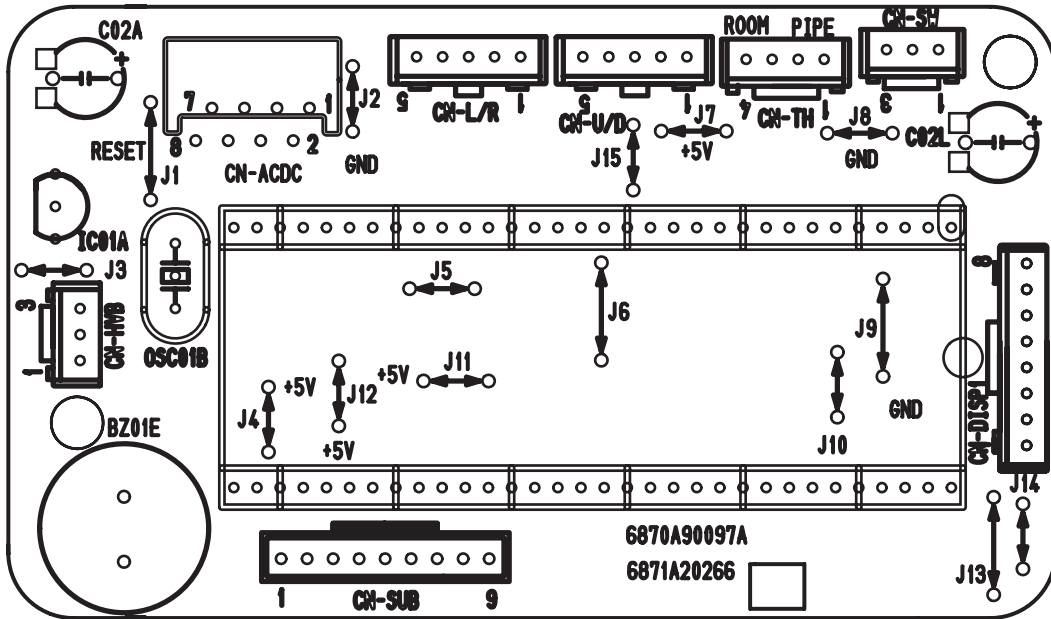 C02A
ROOM PIPE
CN-SW
7 1
8 2
RESET
J1
CN-ACDC
J2
GND
5 1
CN-L/R
5 1
CN-U/D
J15
J7
+5V
4 1
CN-TH
3 1
J8
GND
C02L
IC01A
J3
3
1
CN-HVB
OSC01B
J5
J6
J9
GND
8
CN-DISP1
+5V
J4
J12
+5V
+5V
J11
J10
BZ01E
J14
J13
6870A90097A
6871A20266
1 CN-SUB 9